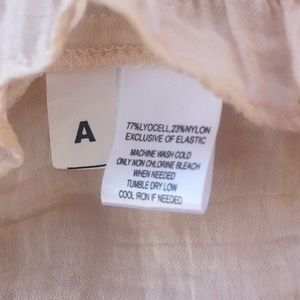 A
77%LYOCELL,23%NYLON
EXCLUSIVE OF ELASTIC
MACHINE WASH COLD
ONLY NON CHLORINE BLEACH
WHEN NEEDED
TUMBLE DRY LOW
COOL IRON IF NEEDED